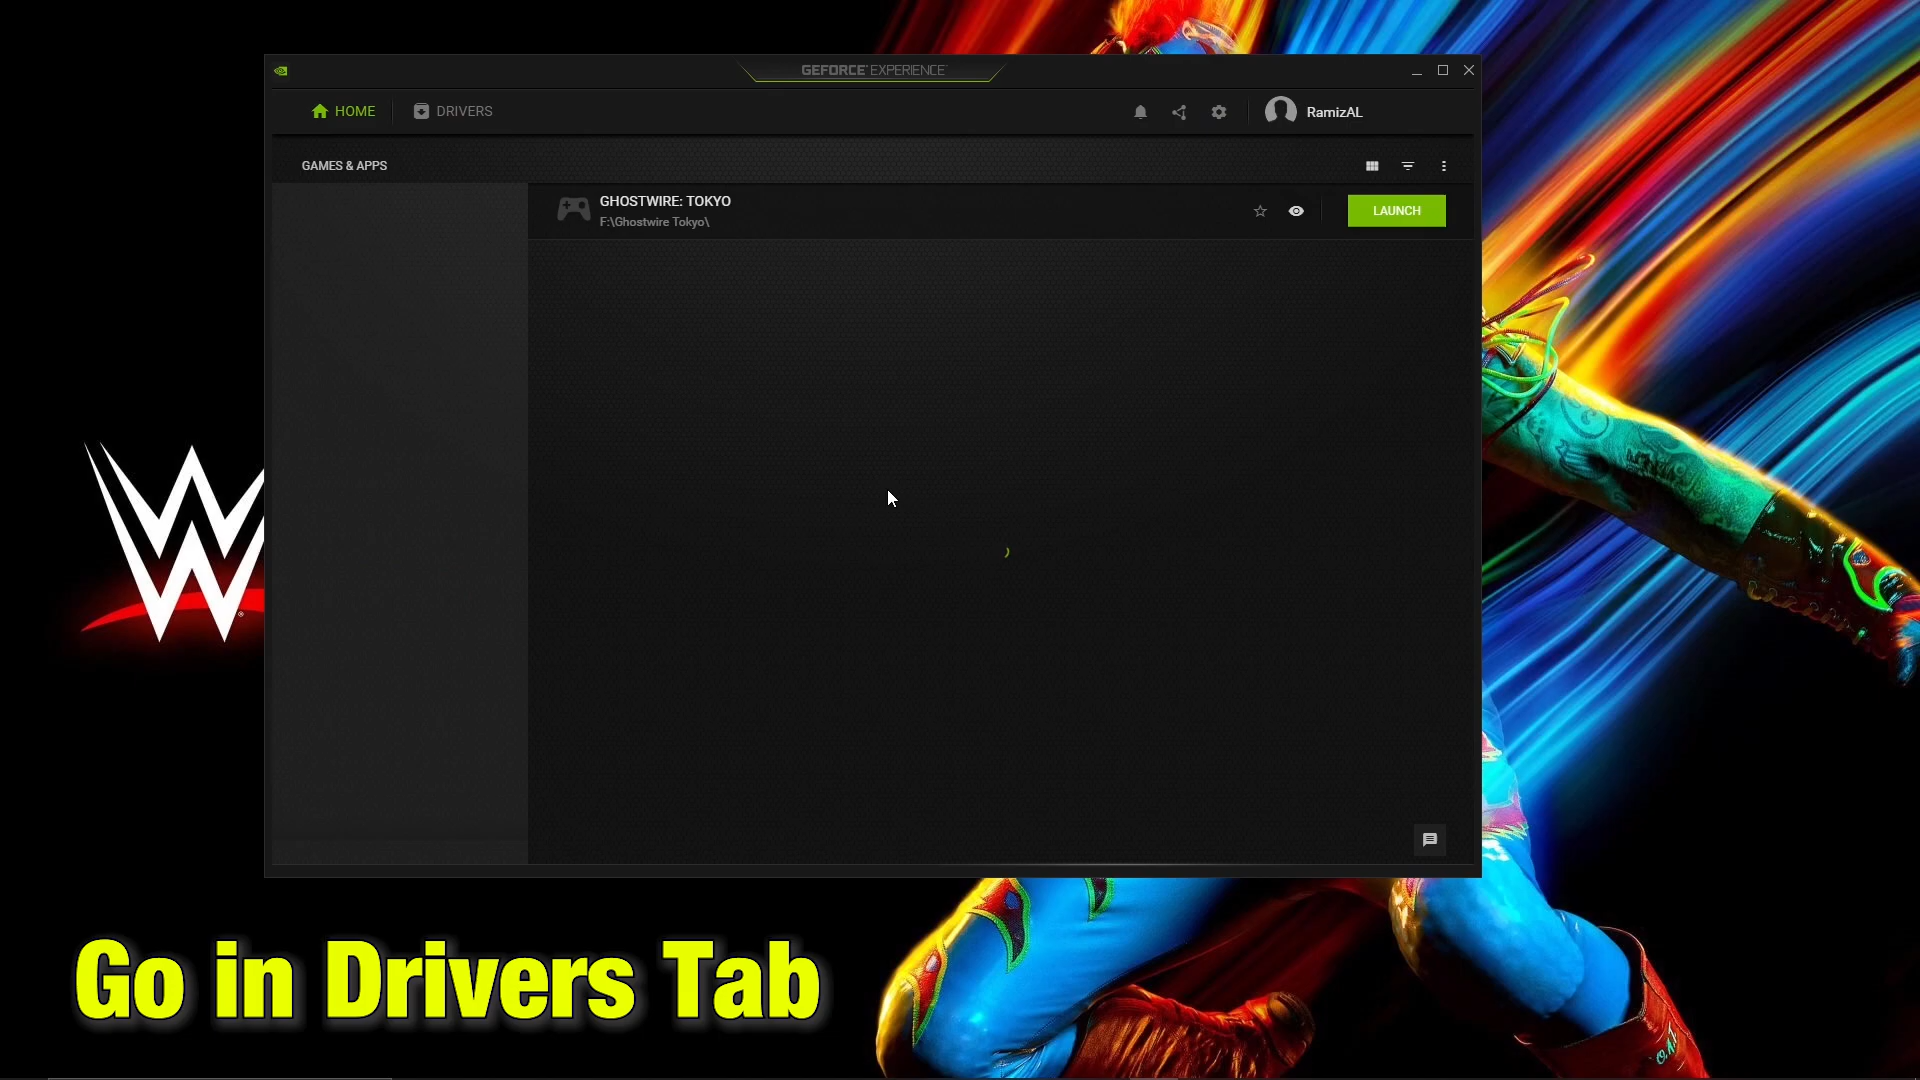 GEFORCE EXPERIENCE
HOME
DRIVERS
RamizAL
GAMES & APPS
GHOSTWIRE: TOKYO
F:\Ghostwire Tokyo\
LAUNCH
W
Go in Drivers Tab